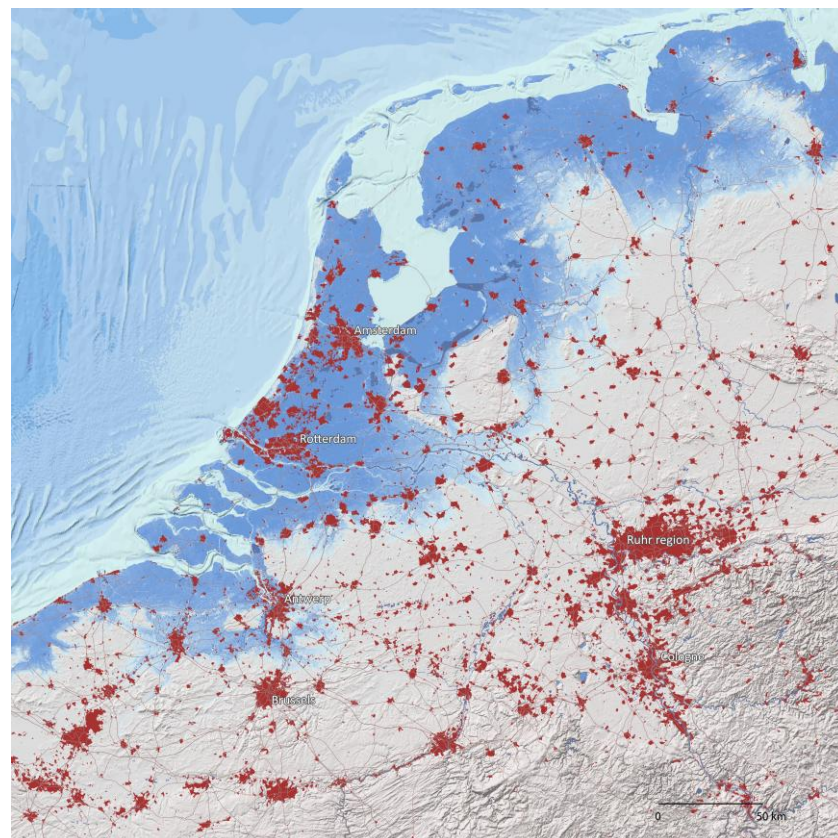 Amsterdam
Rotterdam
Ruhr region
Antwerp
Cologne
Brussels
0 50 km